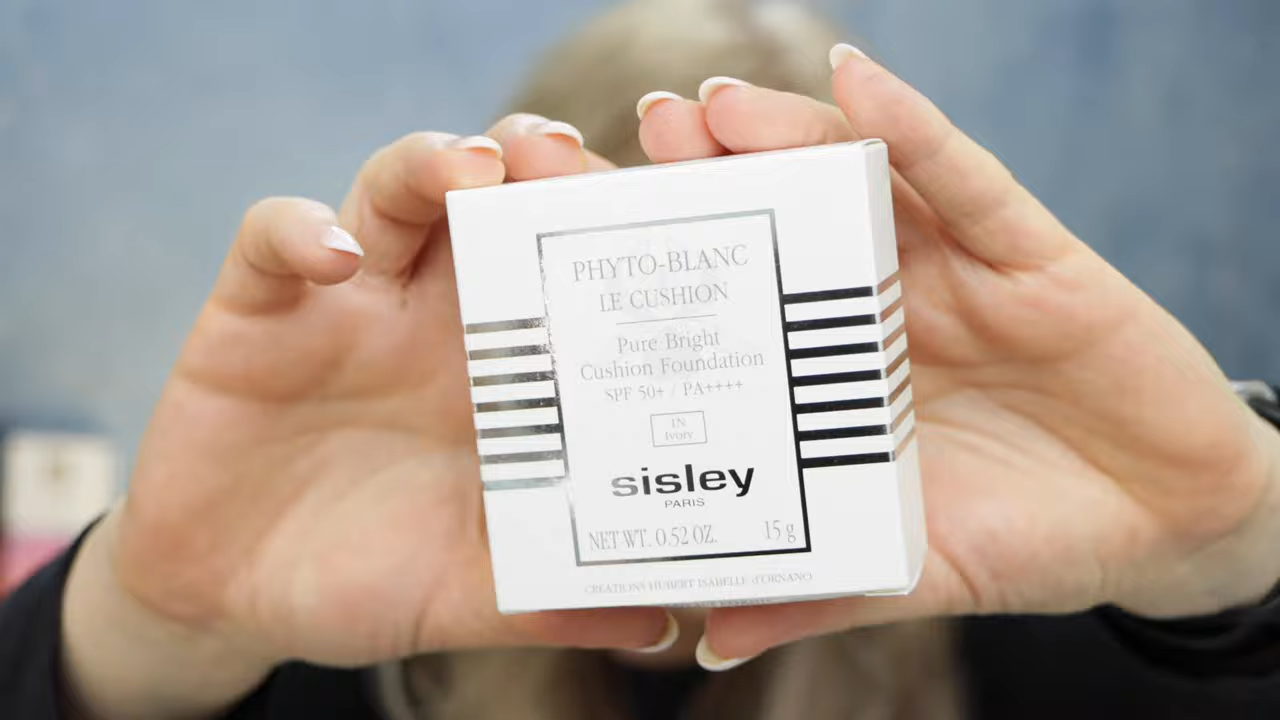 PHYTO-BLANC
LE CUSHION
Pure Bright
Cushion Foundation
SPF 50+ / PA++++
IN
Ivory
sisley
PARIS
NET WT. 0.52 OZ. 15 g
CREATIONS HUBERT ISABELLE d'ORNANO